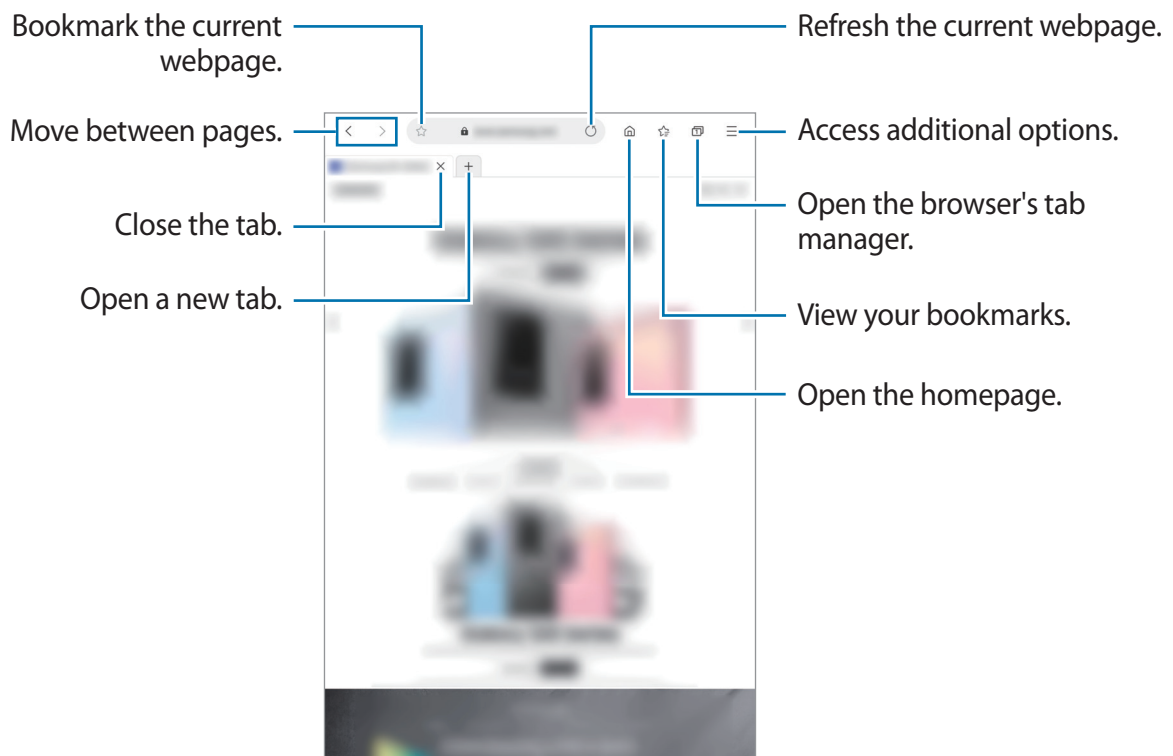 Bookmark the current
webpage.
Refresh the current webpage.
Move between pages.
Access additional options.
Close the tab.
Open the browser's tab
manager.
Open a new tab.
View your bookmarks.
Open the homepage.